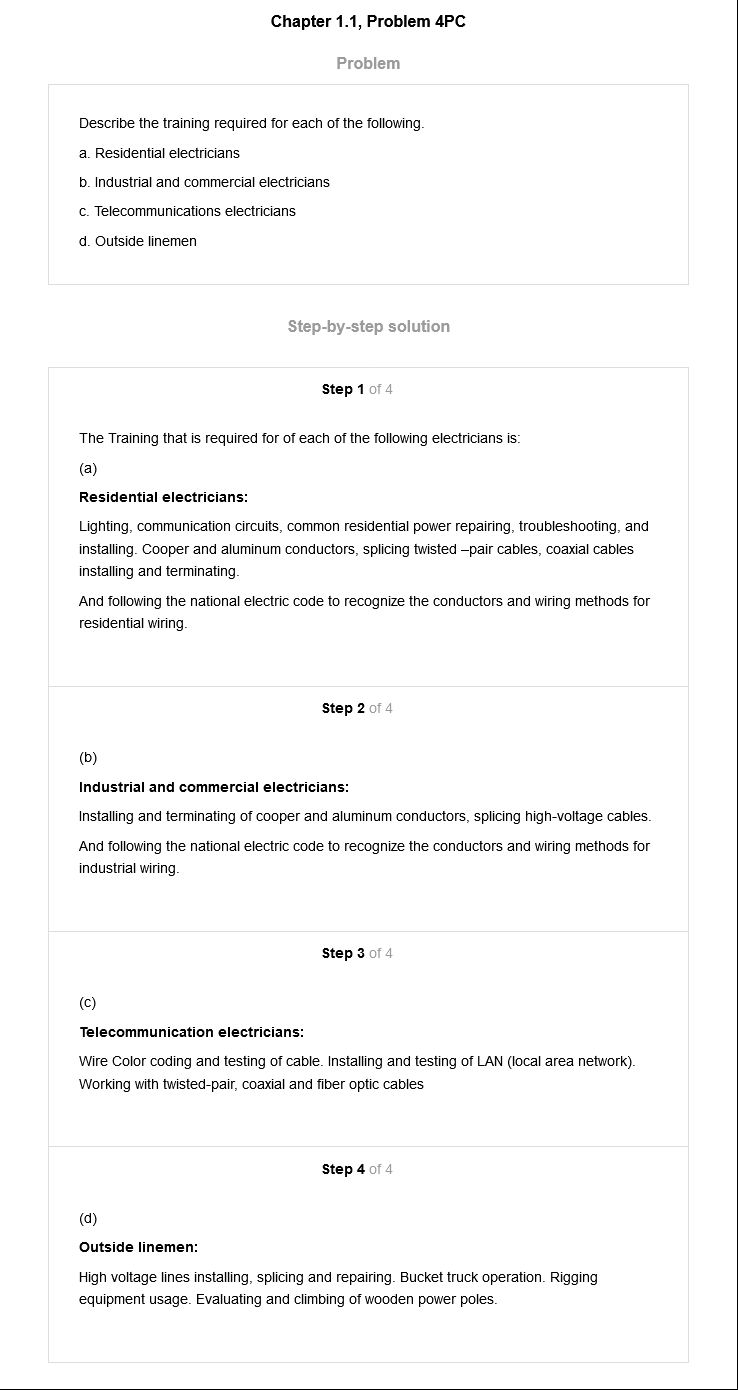 Chapter 1.1, Problem 4PC
Problem
Describe the training required for each of the following.
a. Residential electricians
b. Industrial and commercial electricians
c. Telecommunications electricians
d. Outside linemen
Step-by-step solution
Step 1 of 4
The Training that is required for of each of the following electricians is:
(a)
Residential electricians:
Lighting, communication circuits, common residential power repairing, troubleshooting, and
installing. Cooper and aluminum conductors, splicing twisted –pair cables, coaxial cables
installing and terminating.
And following the national electric code to recognize the conductors and wiring methods for
residential wiring.
Step 2 of 4
(b)
Industrial and commercial electricians:
Installing and terminating of cooper and aluminum conductors, splicing high-voltage cables.
And following the national electric code to recognize the conductors and wiring methods for
industrial wiring.
Step 3 of 4
(c)
Telecommunication electricians:
Wire Color coding and testing of cable. Installing and testing of LAN (local area network).
Working with twisted-pair, coaxial and fiber optic cables
Step 4 of 4
(d)
Outside linemen:
High voltage lines installing, splicing and repairing. Bucket truck operation. Rigging
equipment usage. Evaluating and climbing of wooden power poles.